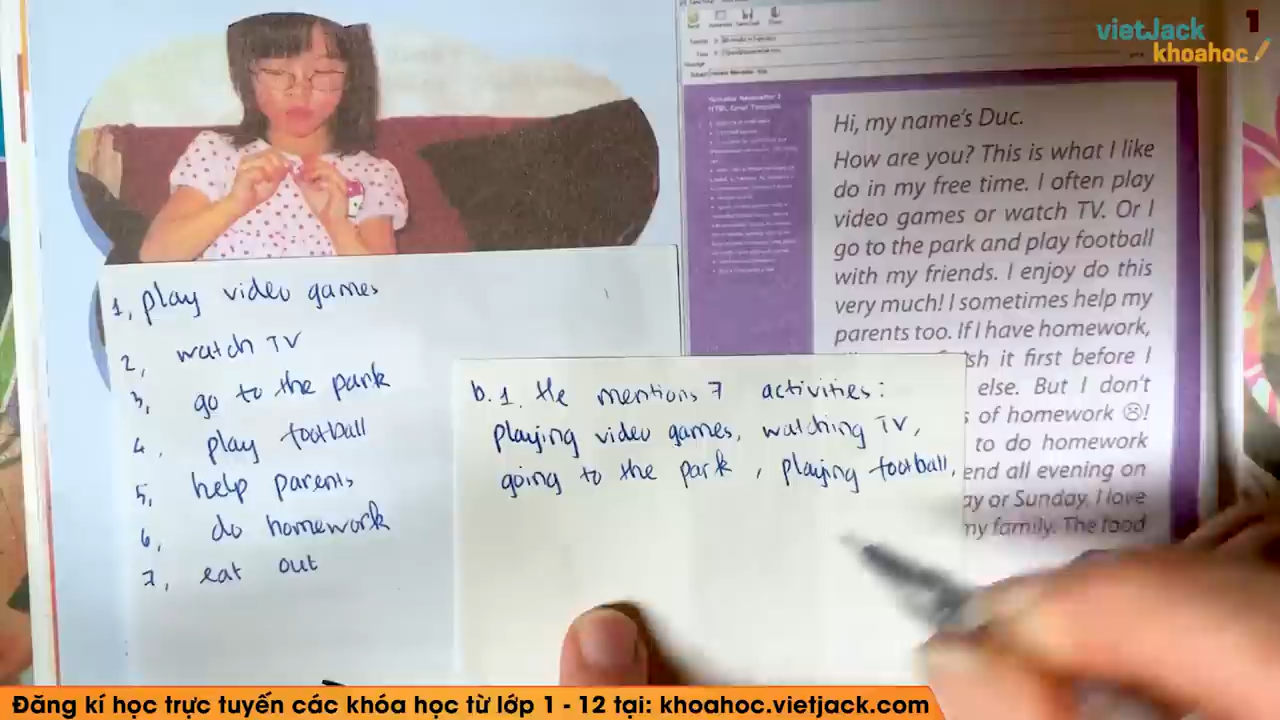 vietJack
khoahoc
1
Hi, my name's Duc.
How are you? This is what I like
do in my free time. I often play
video games or watch TV. Or I
go to the park and play football
with my friends. I enjoy do this
very much! I sometimes help my
parents too. If I have homework,
sh it first before I
else. But I don't
of homework ☹!
to do homework
end all evening on
ay or Sunday. I love
my family. The food
1, play video games
2, watch TV
3, go to the park
4, play football
5, help parents
6, do homework
7, eat out
b. 1. He mentions 7 activities:
playing video games, watching TV,
going to the park, playing football,
Đăng kí học trực tuyến các khóa học từ lớp 1 - 12 tại: khoahoc.vietjack.com